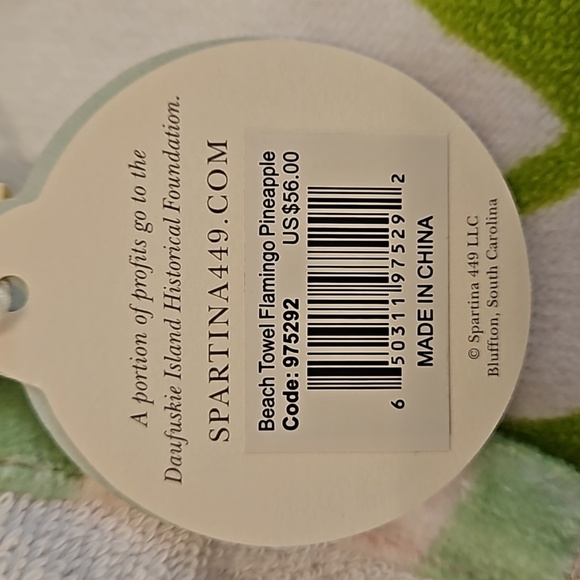 A portion of profits go to the
Daufuskie Island Historical Foundation.
SPARTINA449.COM
Beach Towel Flamingo Pineapple
Code: 975292 US$56.00
6 50311 97529 2
MADE IN CHINA
© Spartina 449 LLC
Bluffton, South Carolina